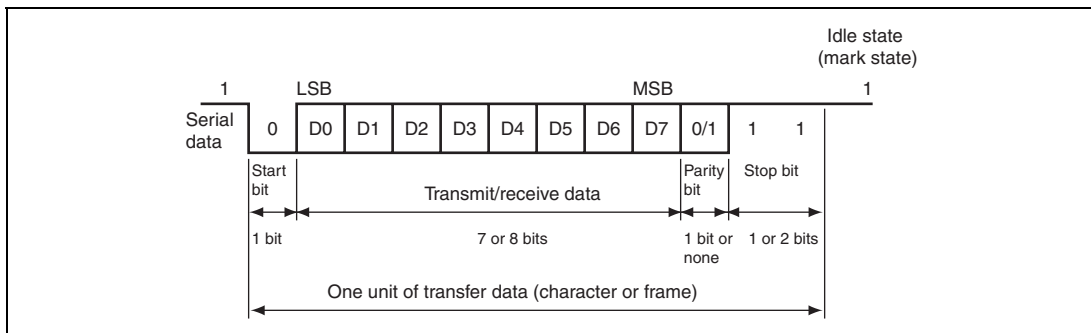 Idle state
(mark state)
1 LSB MSB 1
Serial
data
0 D0 D1 D2 D3 D4 D5 D6 D7 0/1 1 1
Start
bit
Transmit/receive data
Parity
bit
Stop bit
1 bit
7 or 8 bits
1 bit or
none
1 or 2 bits
One unit of transfer data (character or frame)